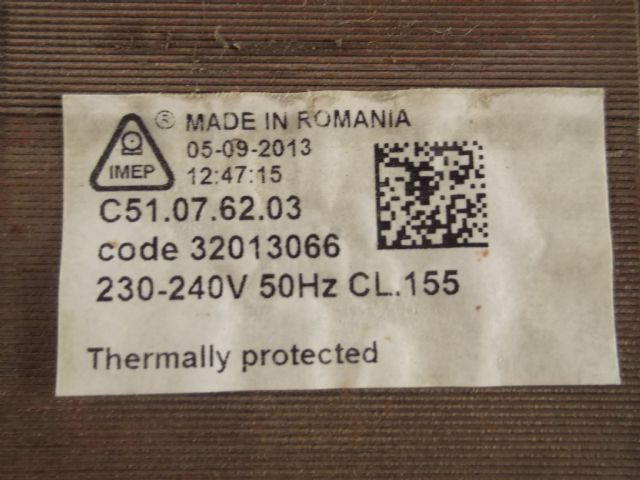 ® MADE IN ROMANIA
05-09-2013
IMEP
12:47:15
C51.07.62.03
code 32013066
230-240V 50Hz CL.155
Thermally protected